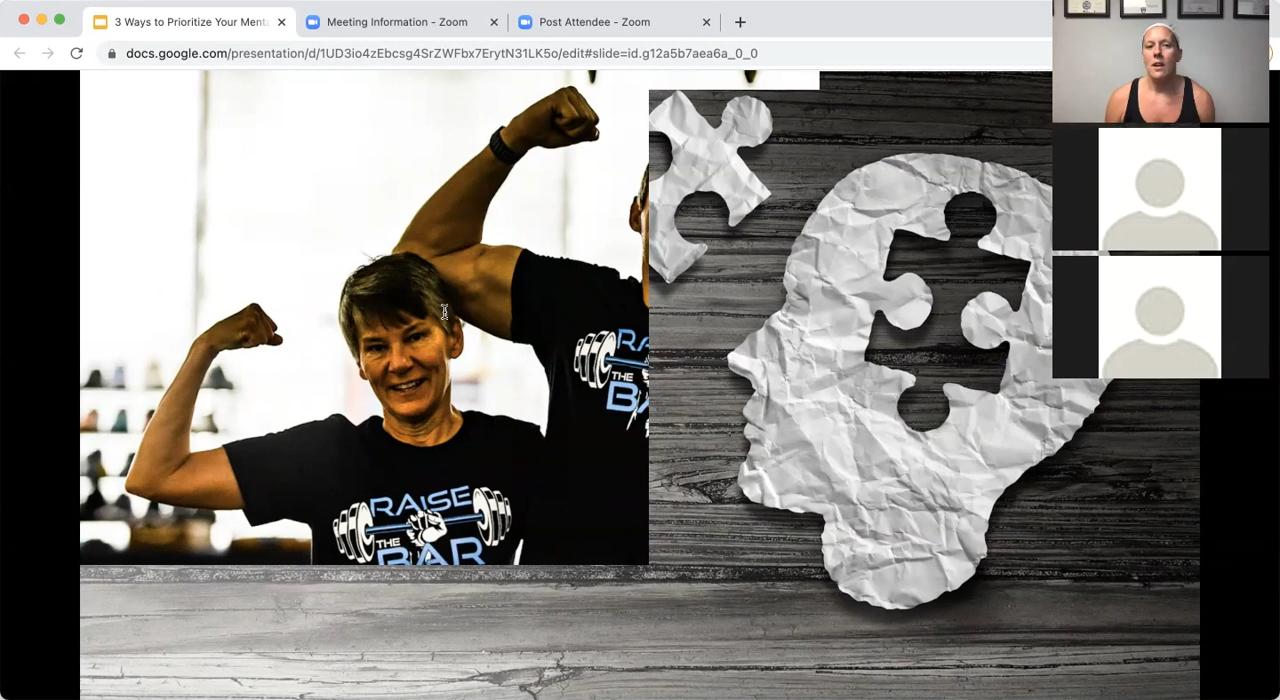 3 Ways to Prioritize Your Menta
Meeting Information - Zoom
Post Attendee - Zoom
docs.google.com/presentation/d/1UD3io4zEbcsg4SrZWFbx7ErytN31LK5o/edit#slide=id.g12a5b7aea6a_0_0
RAISE
THE
BAR
RA
THE
BA